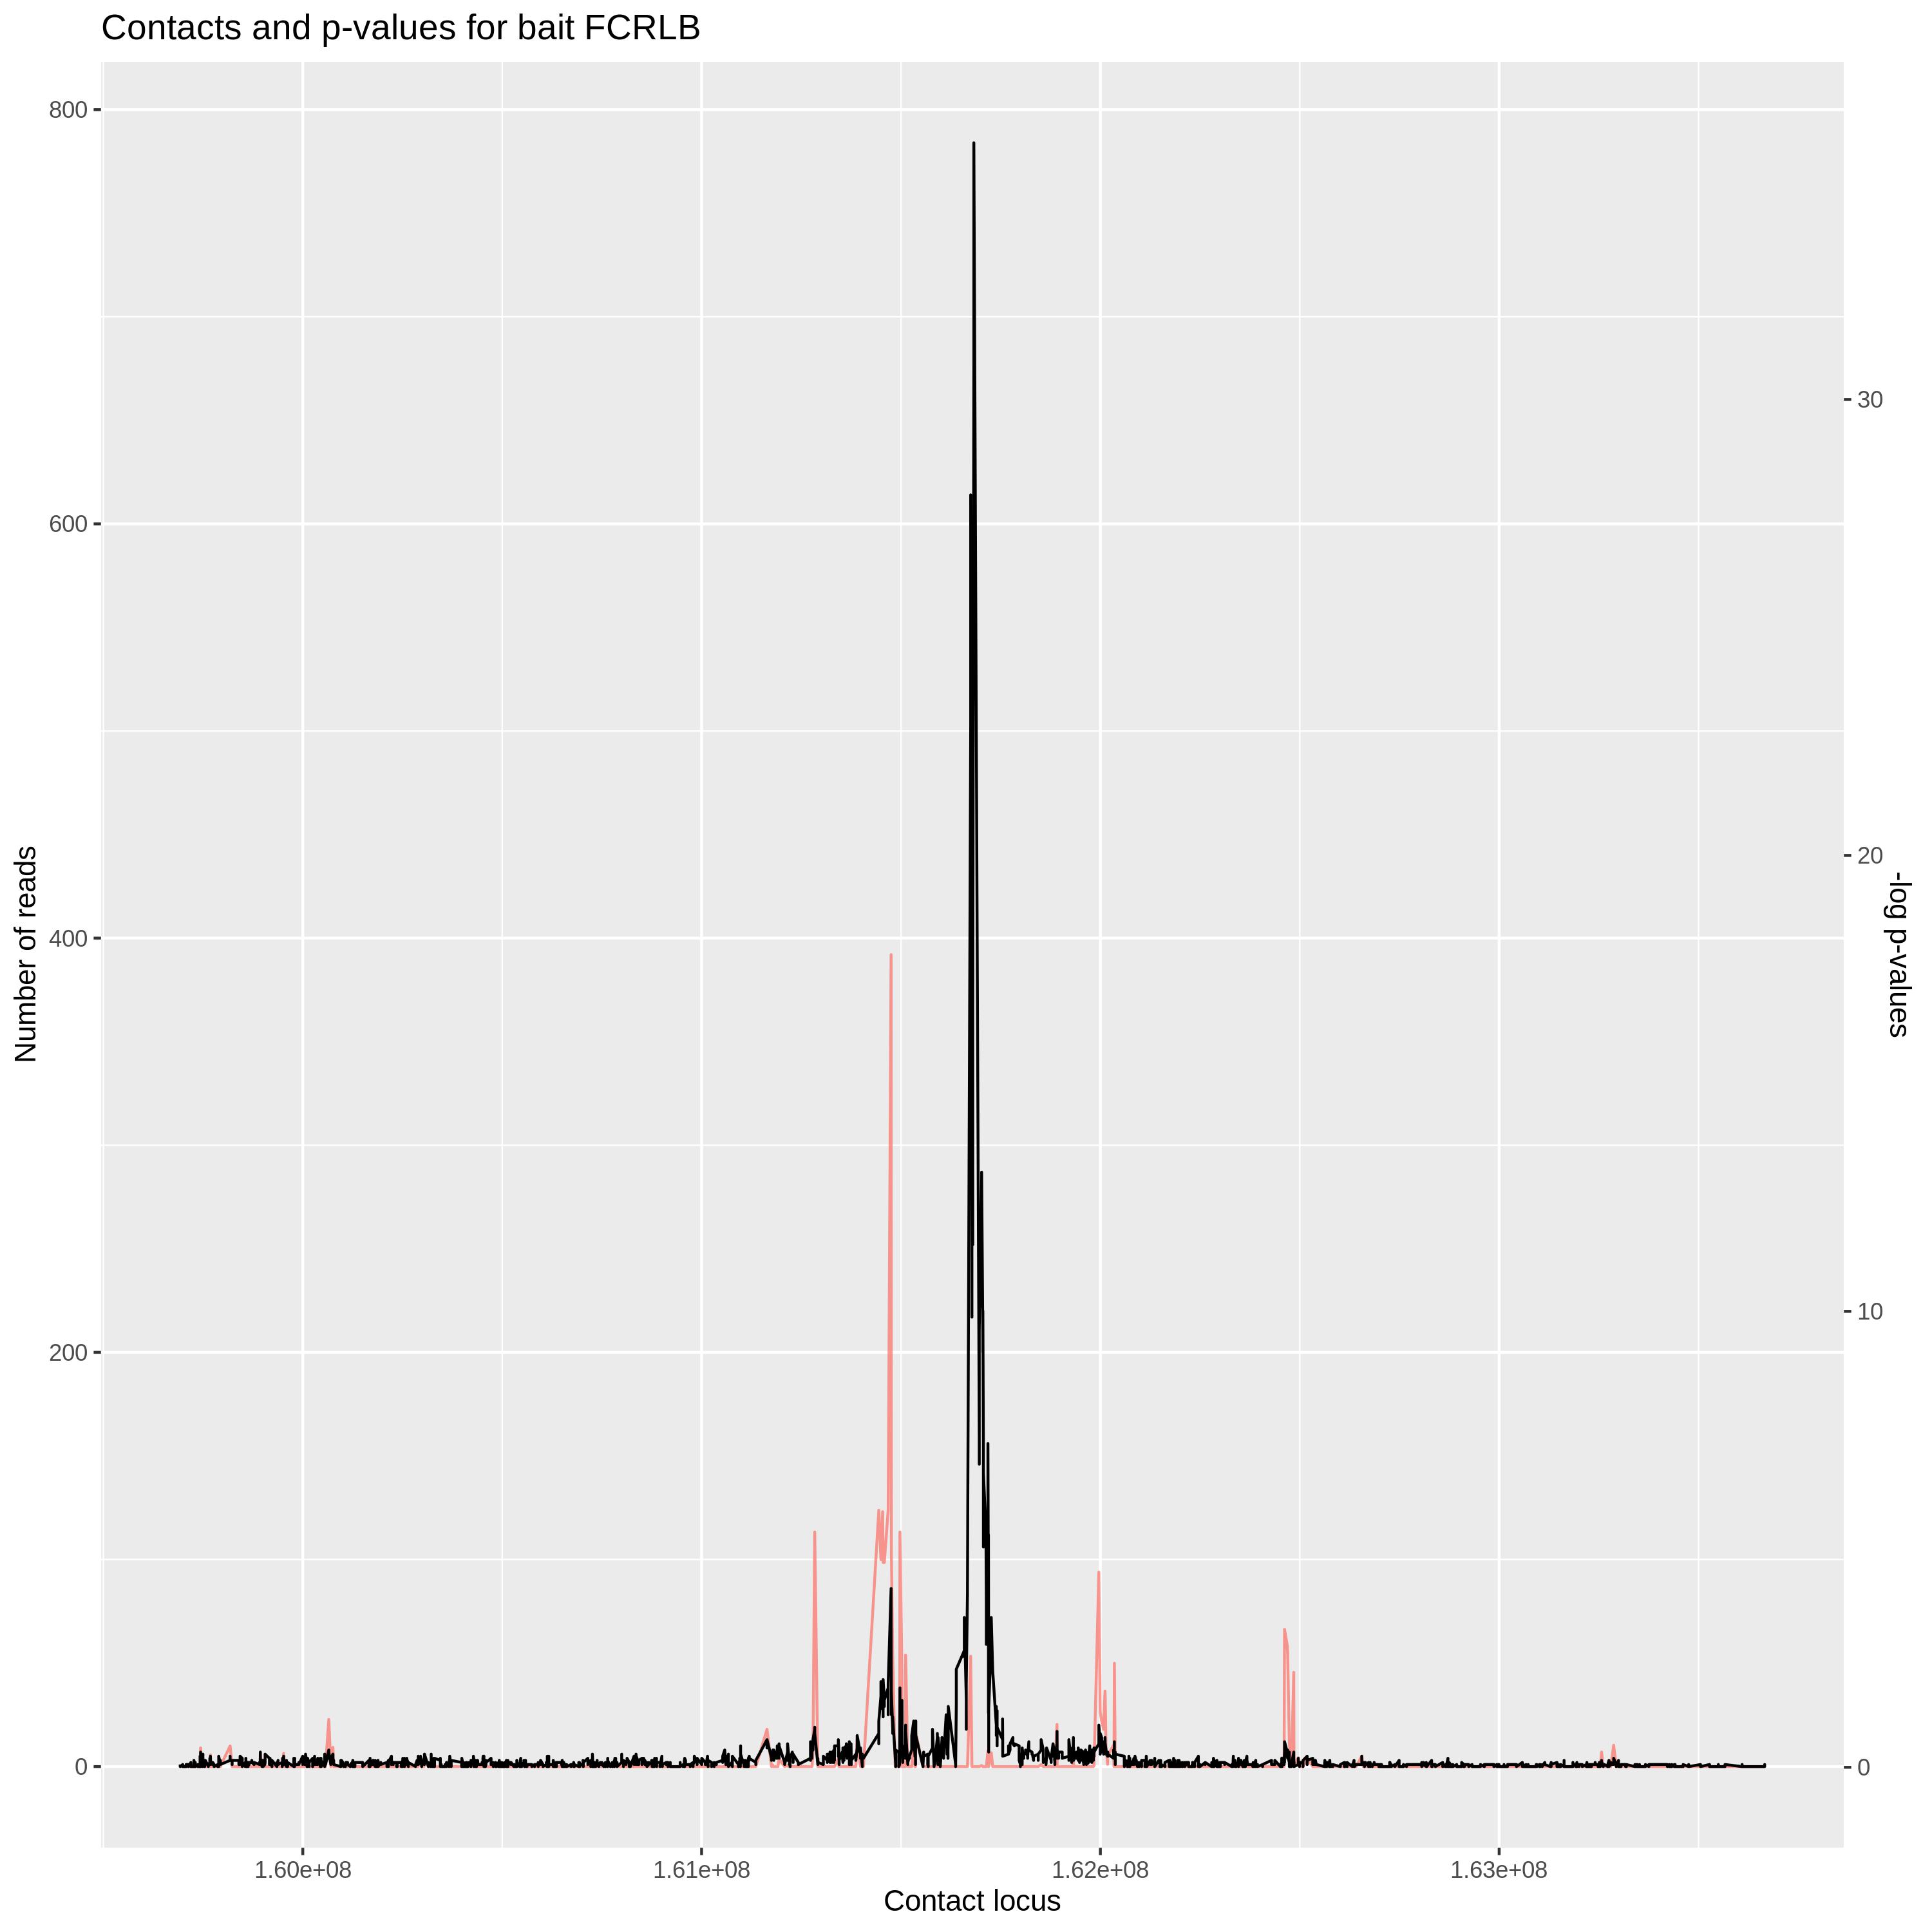 Contacts and p-values for bait FCRLB
800
600
400
200
0
Number of reads
30
20
10
0
-log p-values
1.60e+08
1.61e+08
1.62e+08
1.63e+08
Contact locus